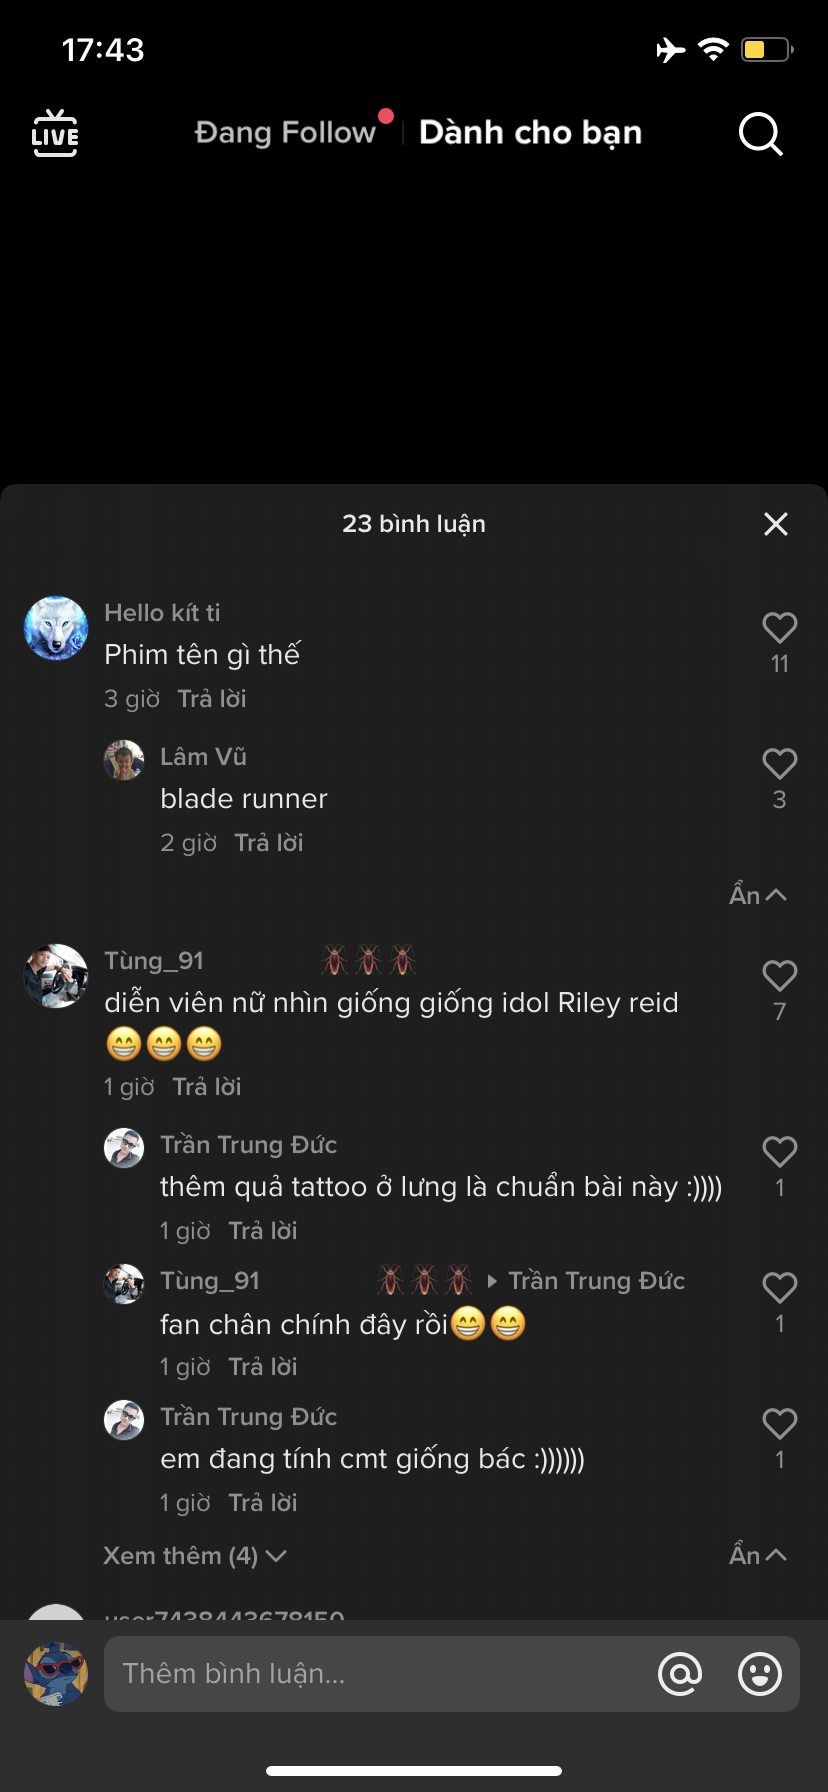 17:43
LIVE
Đang Follow
Dành cho bạn
23 bình luận
Hello kít ti
Phim tên gì thế
11
3 giờ Trả lời
Lâm Vũ
blade runner
3
2 giờ Trả lời
Ẩn
Tùng_91
diễn viên nữ nhìn giống giống idol Riley reid
😁😁😁
7
1 giờ Trả lời
Trần Trung Đức
thêm quả tattoo ở lưng là chuẩn bài này :))))
1
1 giờ Trả lời
Tùng_91 🪳🪳🪳 ▸ Trần Trung Đức
fan chân chính đây rồi😁😁
1
1 giờ Trả lời
Trần Trung Đức
em đang tính cmt giống bác :))))))
1
1 giờ Trả lời
Xem thêm (4)
Ẩn
user7438443678150
Thêm bình luận...